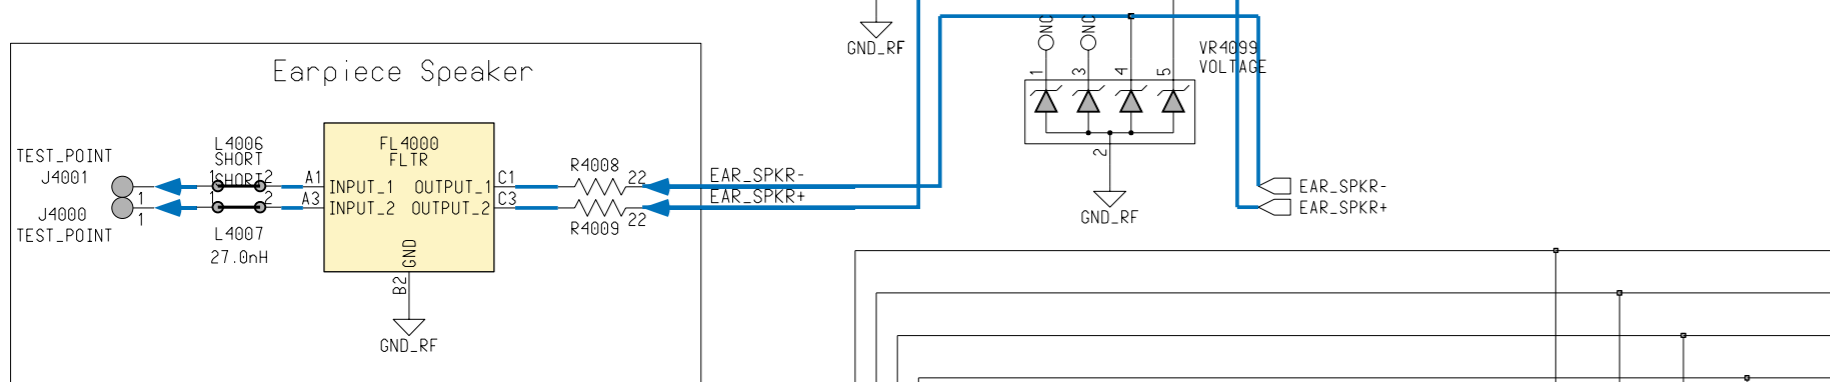 NC
NC
GND_RF
VR4099
VOLTAGE
Earpiece Speaker
1
3
4
5
FL4000
FLTR
L4006
SHORT
SHORT
TEST_POINT
J4001
R4008
2
EAR_SPKR-
1
1
2
A1
INPUT_1
OUTPUT_1
C1
22
EAR_SPKR-
1
2
A3
INPUT_2
OUTPUT_2
C3
EAR_SPKR+
EAR_SPKR+
J4000
TEST_POINT
1
L4007
27.0nH
R4009
22
GND_RF
GND
B2
GND_RF